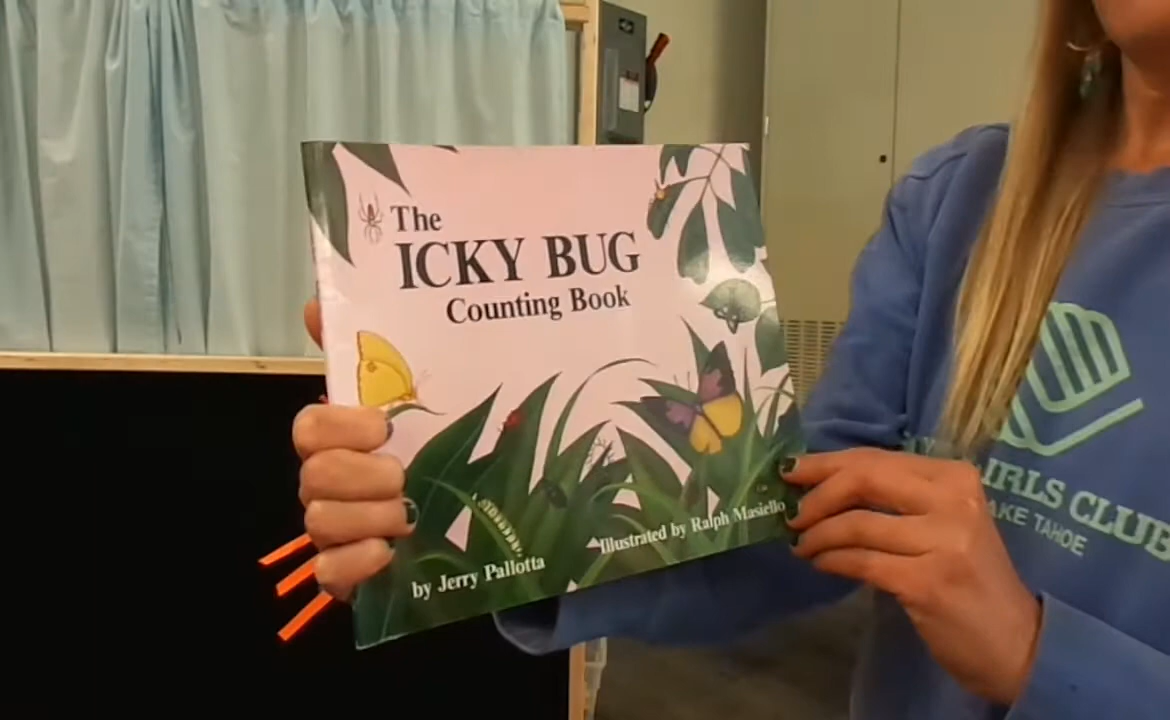 The
ICKY BUG
Counting Book
by Jerry Pallotta
Illustrated by Ralph Masiello
IRLS CLUB
AKE TAHOE